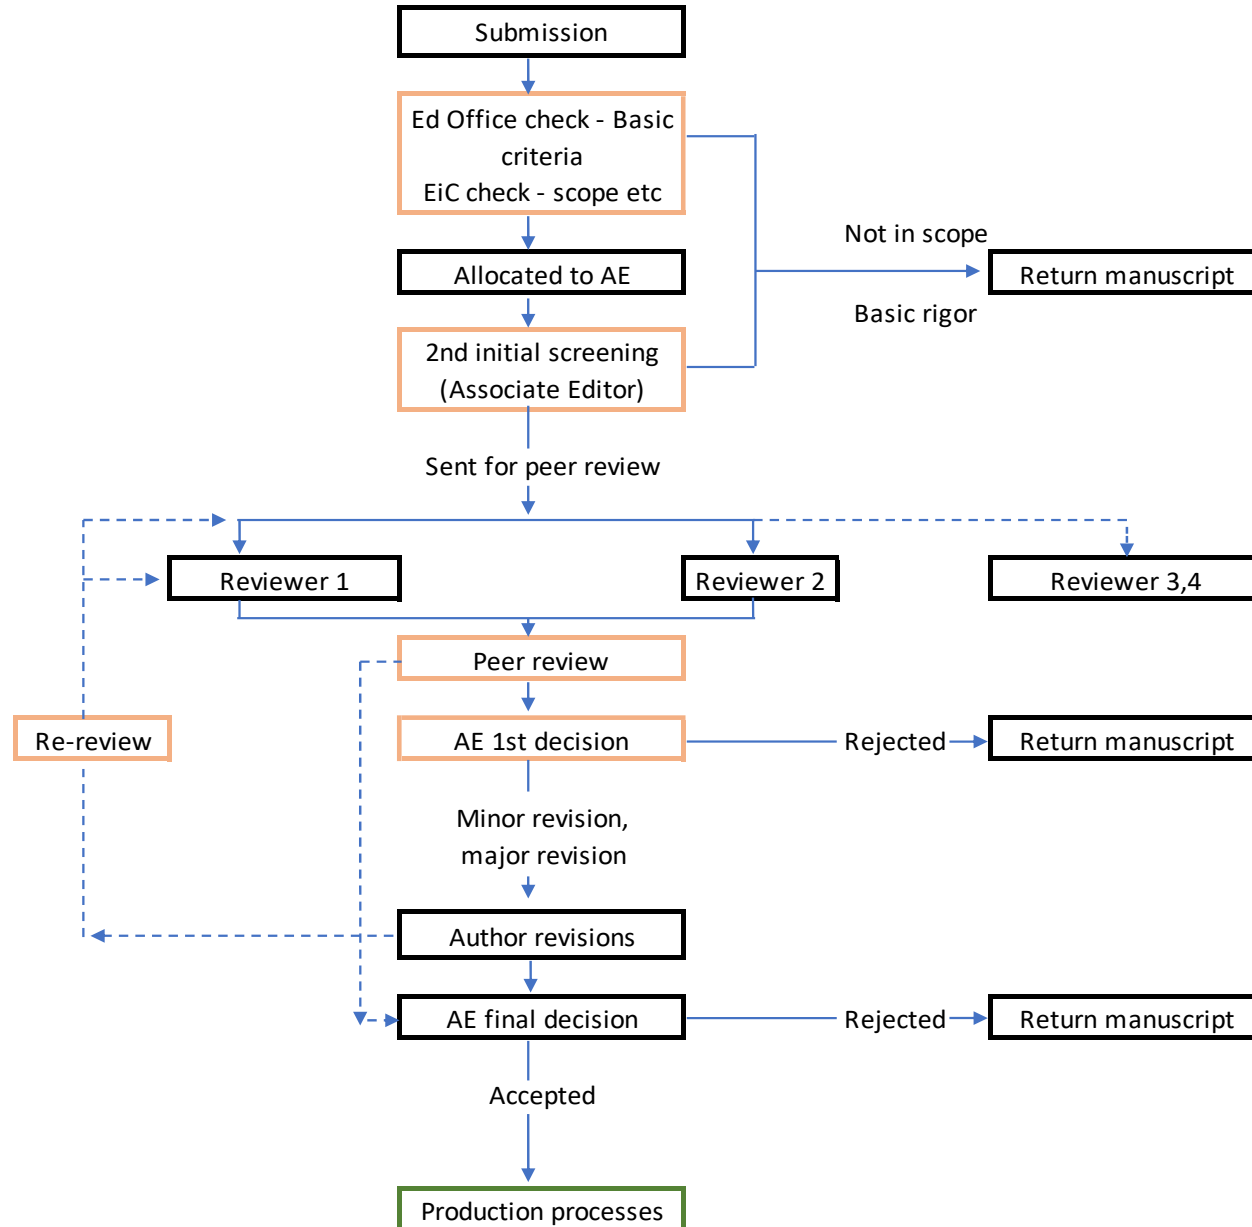 Submission
Ed Office check - Basic
criteria
EiC check - scope etc
Not in scope
Allocated to AE
Return manuscript
Basic rigor
2nd initial screening
(Associate Editor)
Sent for peer review
Reviewer 1
Reviewer 2
Reviewer 3,4
Peer review
Re-review
AE 1st decision
Rejected
Return manuscript
Minor revision,
major revision
Author revisions
AE final decision
Rejected
Return manuscript
Accepted
Production processes